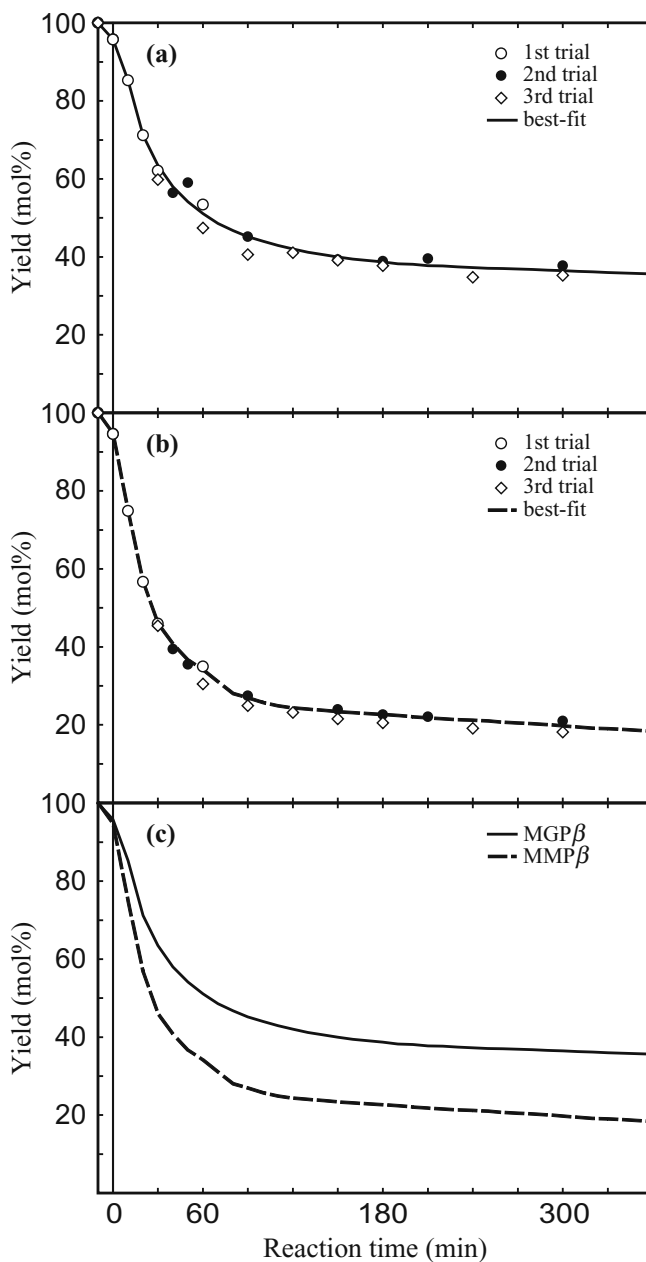 100
80
60
40
20
Yield (mol%)
(a)
1st trial
2nd trial
3rd trial
best-fit
100
80
60
40
20
Yield (mol%)
(b)
1st trial
2nd trial
3rd trial
best-fit
100
80
60
40
20
Yield (mol%)
(c)
MGPβ
MMPβ
0 60 180 300
Reaction time (min)